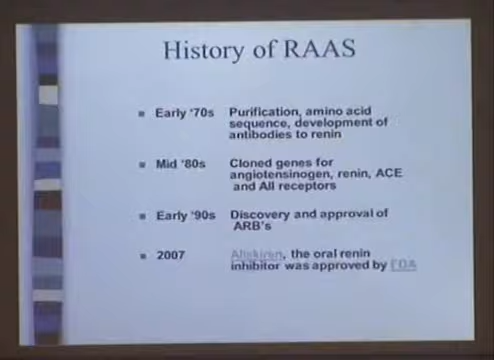 History of RAAS
Early '70s Purification, amino acid
sequence, development of
antibodies to renin
Mid '80s Cloned genes for
angiotensinogen, renin, ACE
and AII receptors
Early '90s Discovery and approval of
ARB's
2007 Aliskiren, the oral renin
inhibitor was approved by FDA